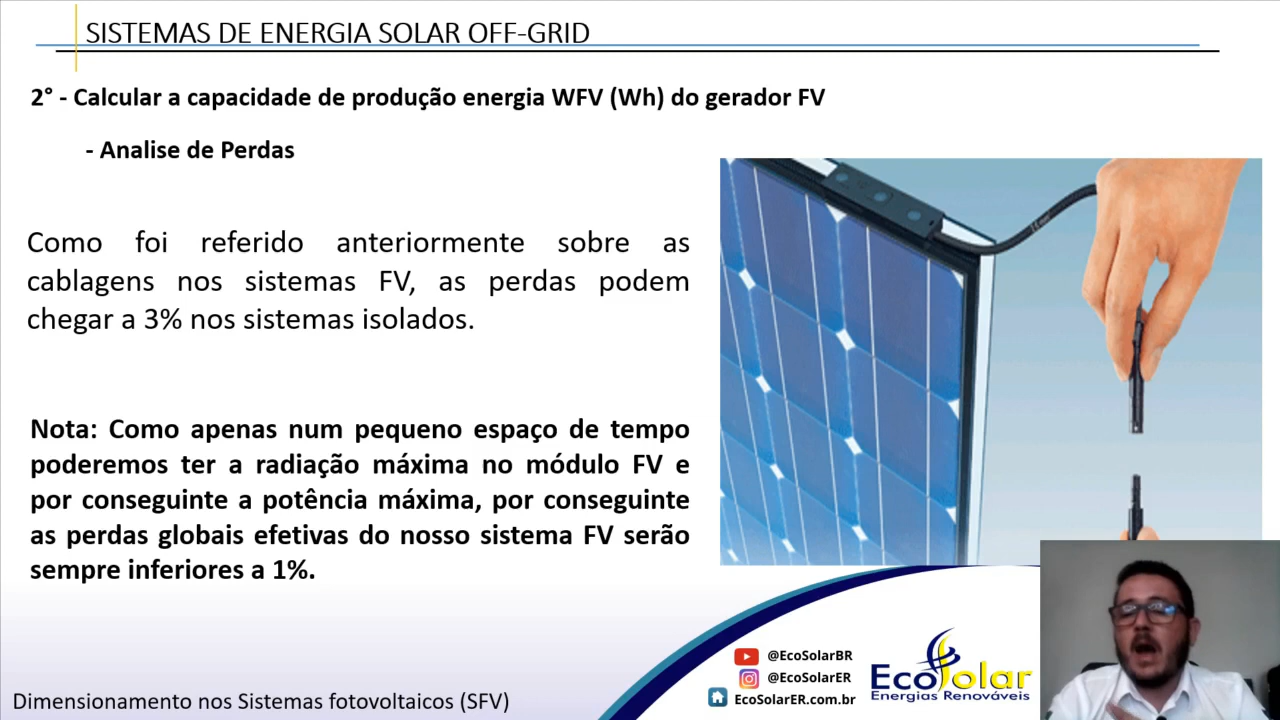 SISTEMAS DE ENERGIA SOLAR OFF-GRID
2° - Calcular a capacidade de produção energia WFV (Wh) do gerador FV
- Analise de Perdas
Como foi referido anteriormente sobre as
cablagens nos sistemas FV, as perdas podem
chegar a 3% nos sistemas isolados.
Nota: Como apenas num pequeno espaço de tempo
poderemos ter a radiação máxima no módulo FV e
por conseguinte a potência máxima, por conseguinte
as perdas globais efetivas do nosso sistema FV serão
sempre inferiores a 1%.
@EcoSolarBR
@EcoSolarER
EcoSolarER.com.br
EcoSolar
Energias Renováveis
Dimensionamento nos Sistemas fotovoltaicos (SFV)